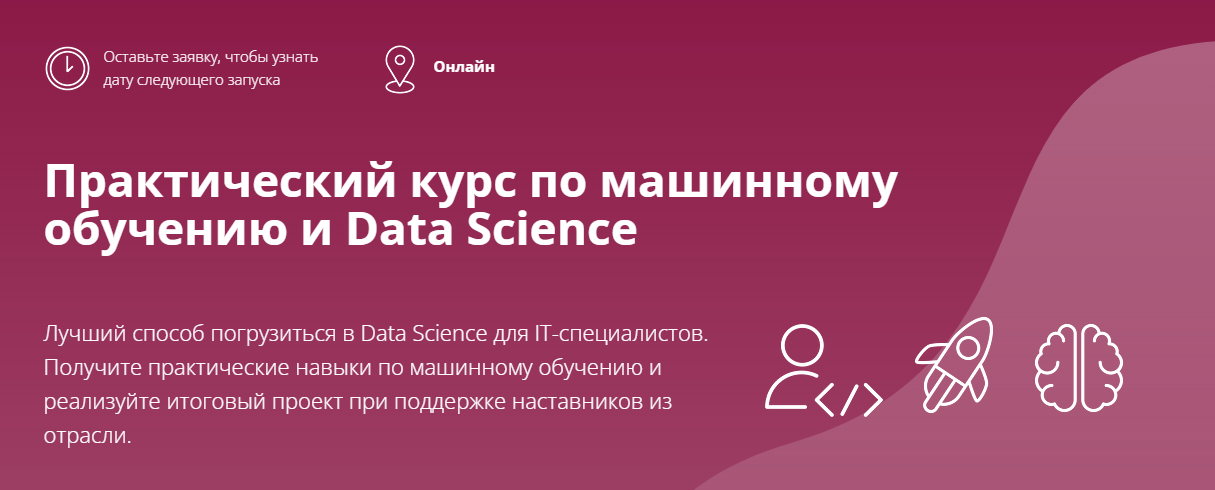 Оставьте заявку, чтобы узнать
дату следующего запуска
Онлайн
Практический курс по машинному
обучению и Data Science
Лучший способ погрузиться в Data Science для IT-специалистов.
Получите практические навыки по машинному обучению и
реализуйте итоговый проект при поддержке наставников из
отрасли.